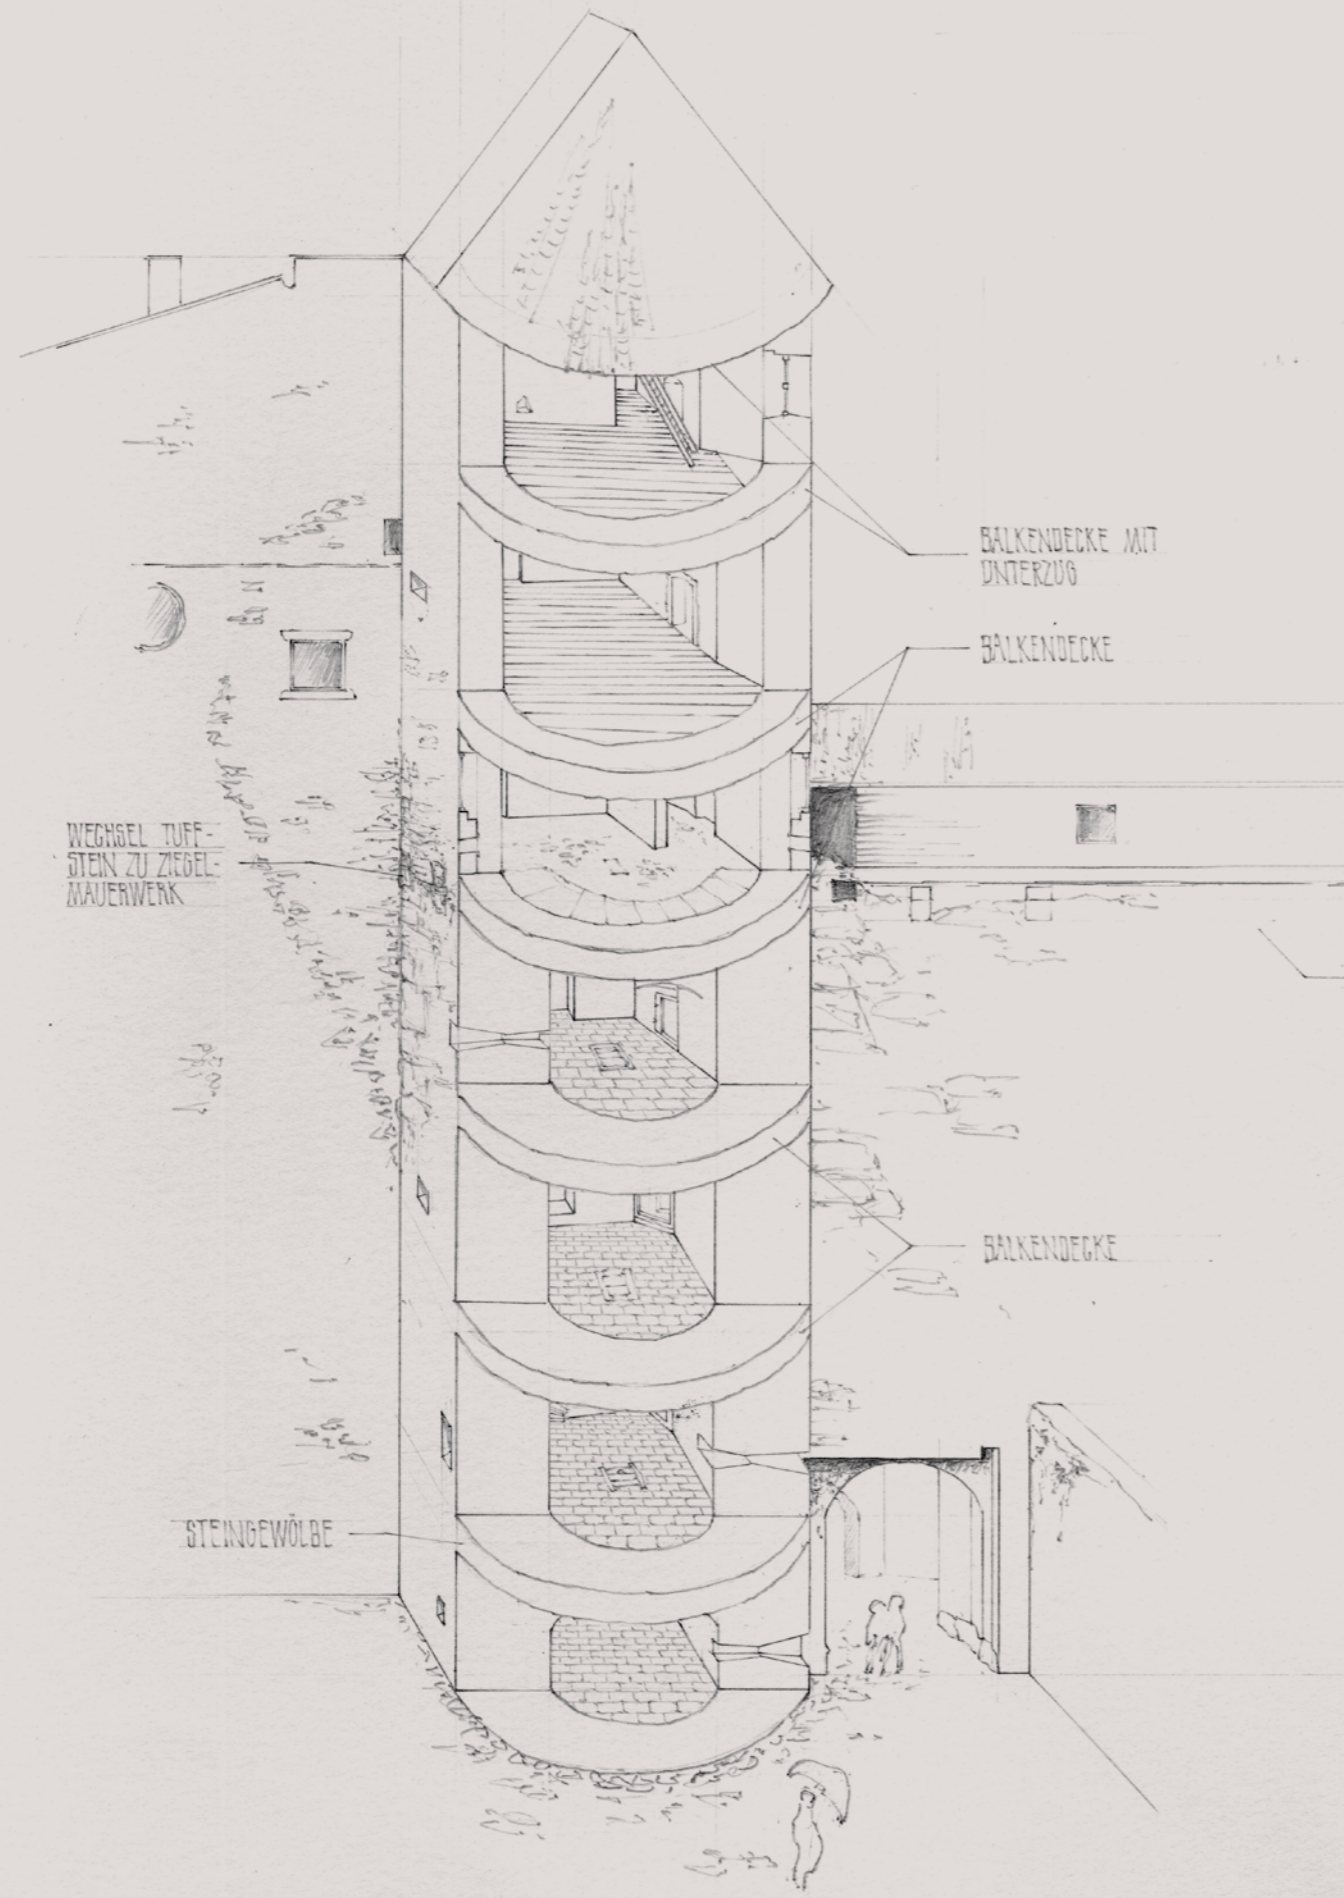 BALKENDECKE MIT
UNTERZUG
BALKENDECKE
WECHSEL TUFF-
STEIN ZU ZIEGEL-
MAUERWERK
BALKENDECKE
STEINGEWÖLBE